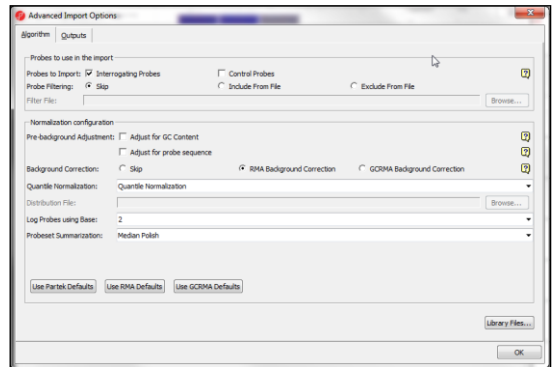 Advanced Import Options
Algorithm Outputs
Probes to use in the import
Probes to Import: Interrogating Probes Control Probes
Probe Filtering: Skip Include From File Exclude From File
Filter File: Browse...
Normalization configuration
Pre-background Adjustment: Adjust for GC Content
Adjust for probe sequence
Background Correction: Skip RMA Background Correction GCRMA Background Correction
Quantile Normalization: Quantile Normalization
Distribution File: Browse...
Log Probes using Base: 2
Probeset Summarization: Median Polish
Use Partek Defaults Use RMA Defaults Use GCRMA Defaults
Library Files...
OK